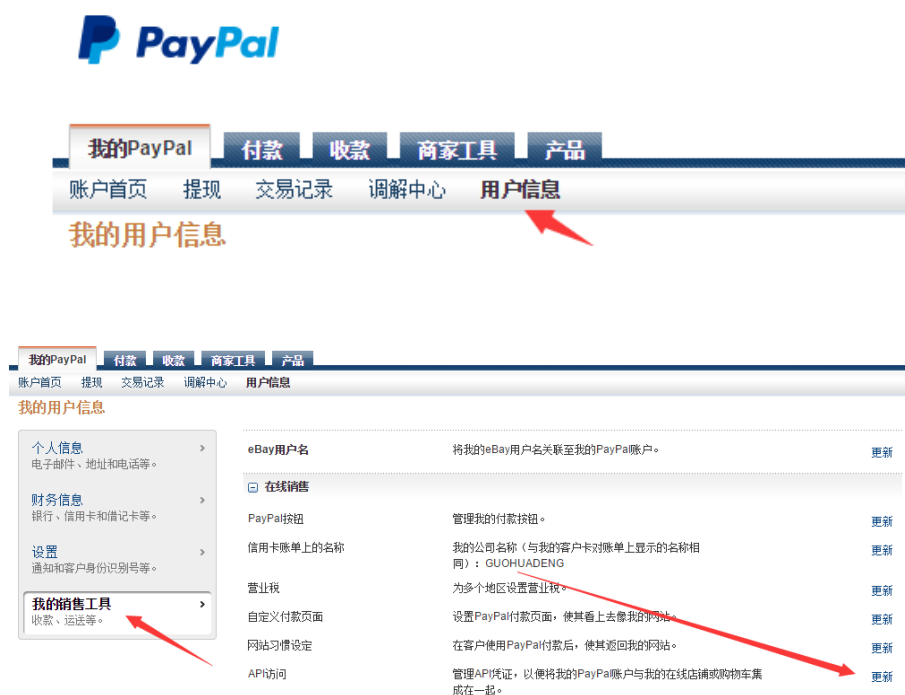 PayPal
我的PayPal 付款 收款 商家工具 产品
账户首页 提现 交易记录 调解中心 用户信息
我的用户信息
我的PayPal 付款 收款 商家工具 产品
账户首页 提现 交易记录 调解中心 用户信息
我的用户信息
个人信息
电子邮件、地址和电话等。
财务信息
银行、信用卡和借记卡等。
设置
通知和客户身份识别号等。
我的销售工具
收款、运送等。
eBay用户名 将我的eBay用户名关联至我的PayPal账户。 更新
在线销售
PayPal按钮 管理我的付款按钮。 更新
信用卡账单上的名称 我的公司名称（与我的客户卡对账单上显示的名称相 更新
同）: GUOHUADENG
营业税 为多个地区设置营业税。 更新
自定义付款页面 设置PayPal付款页面，使其看上去像我的网站。 更新
网站习惯设定 在客户使用PayPal付款后，使其返回我的网站。 更新
API访问 管理API凭证，以便将我的PayPal账户与我的在线店铺或购物车集 更新
成在一起。